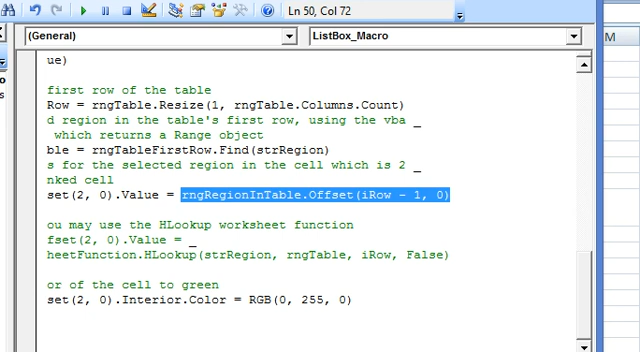 Ln 50, Col 72
(General)
ListBox_Macro
M
ue)
first row of the table
Row = rngTable.Resize(1, rngTable.Columns.Count)
d region in the table's first row, using the vba _
which returns a Range object
ble = rngTableFirstRow.Find(strRegion)
s for the selected region in the cell which is 2 _
nked cell
set(2, 0).Value = rngRegionInTable.Offset(iRow - 1, 0)
ou may use the HLookup worksheet function
fset(2, 0).Value = _
heetFunction.HLookup(strRegion, rngTable, iRow, False)
or of the cell to green
set(2, 0).Interior.Color = RGB(0, 255, 0)